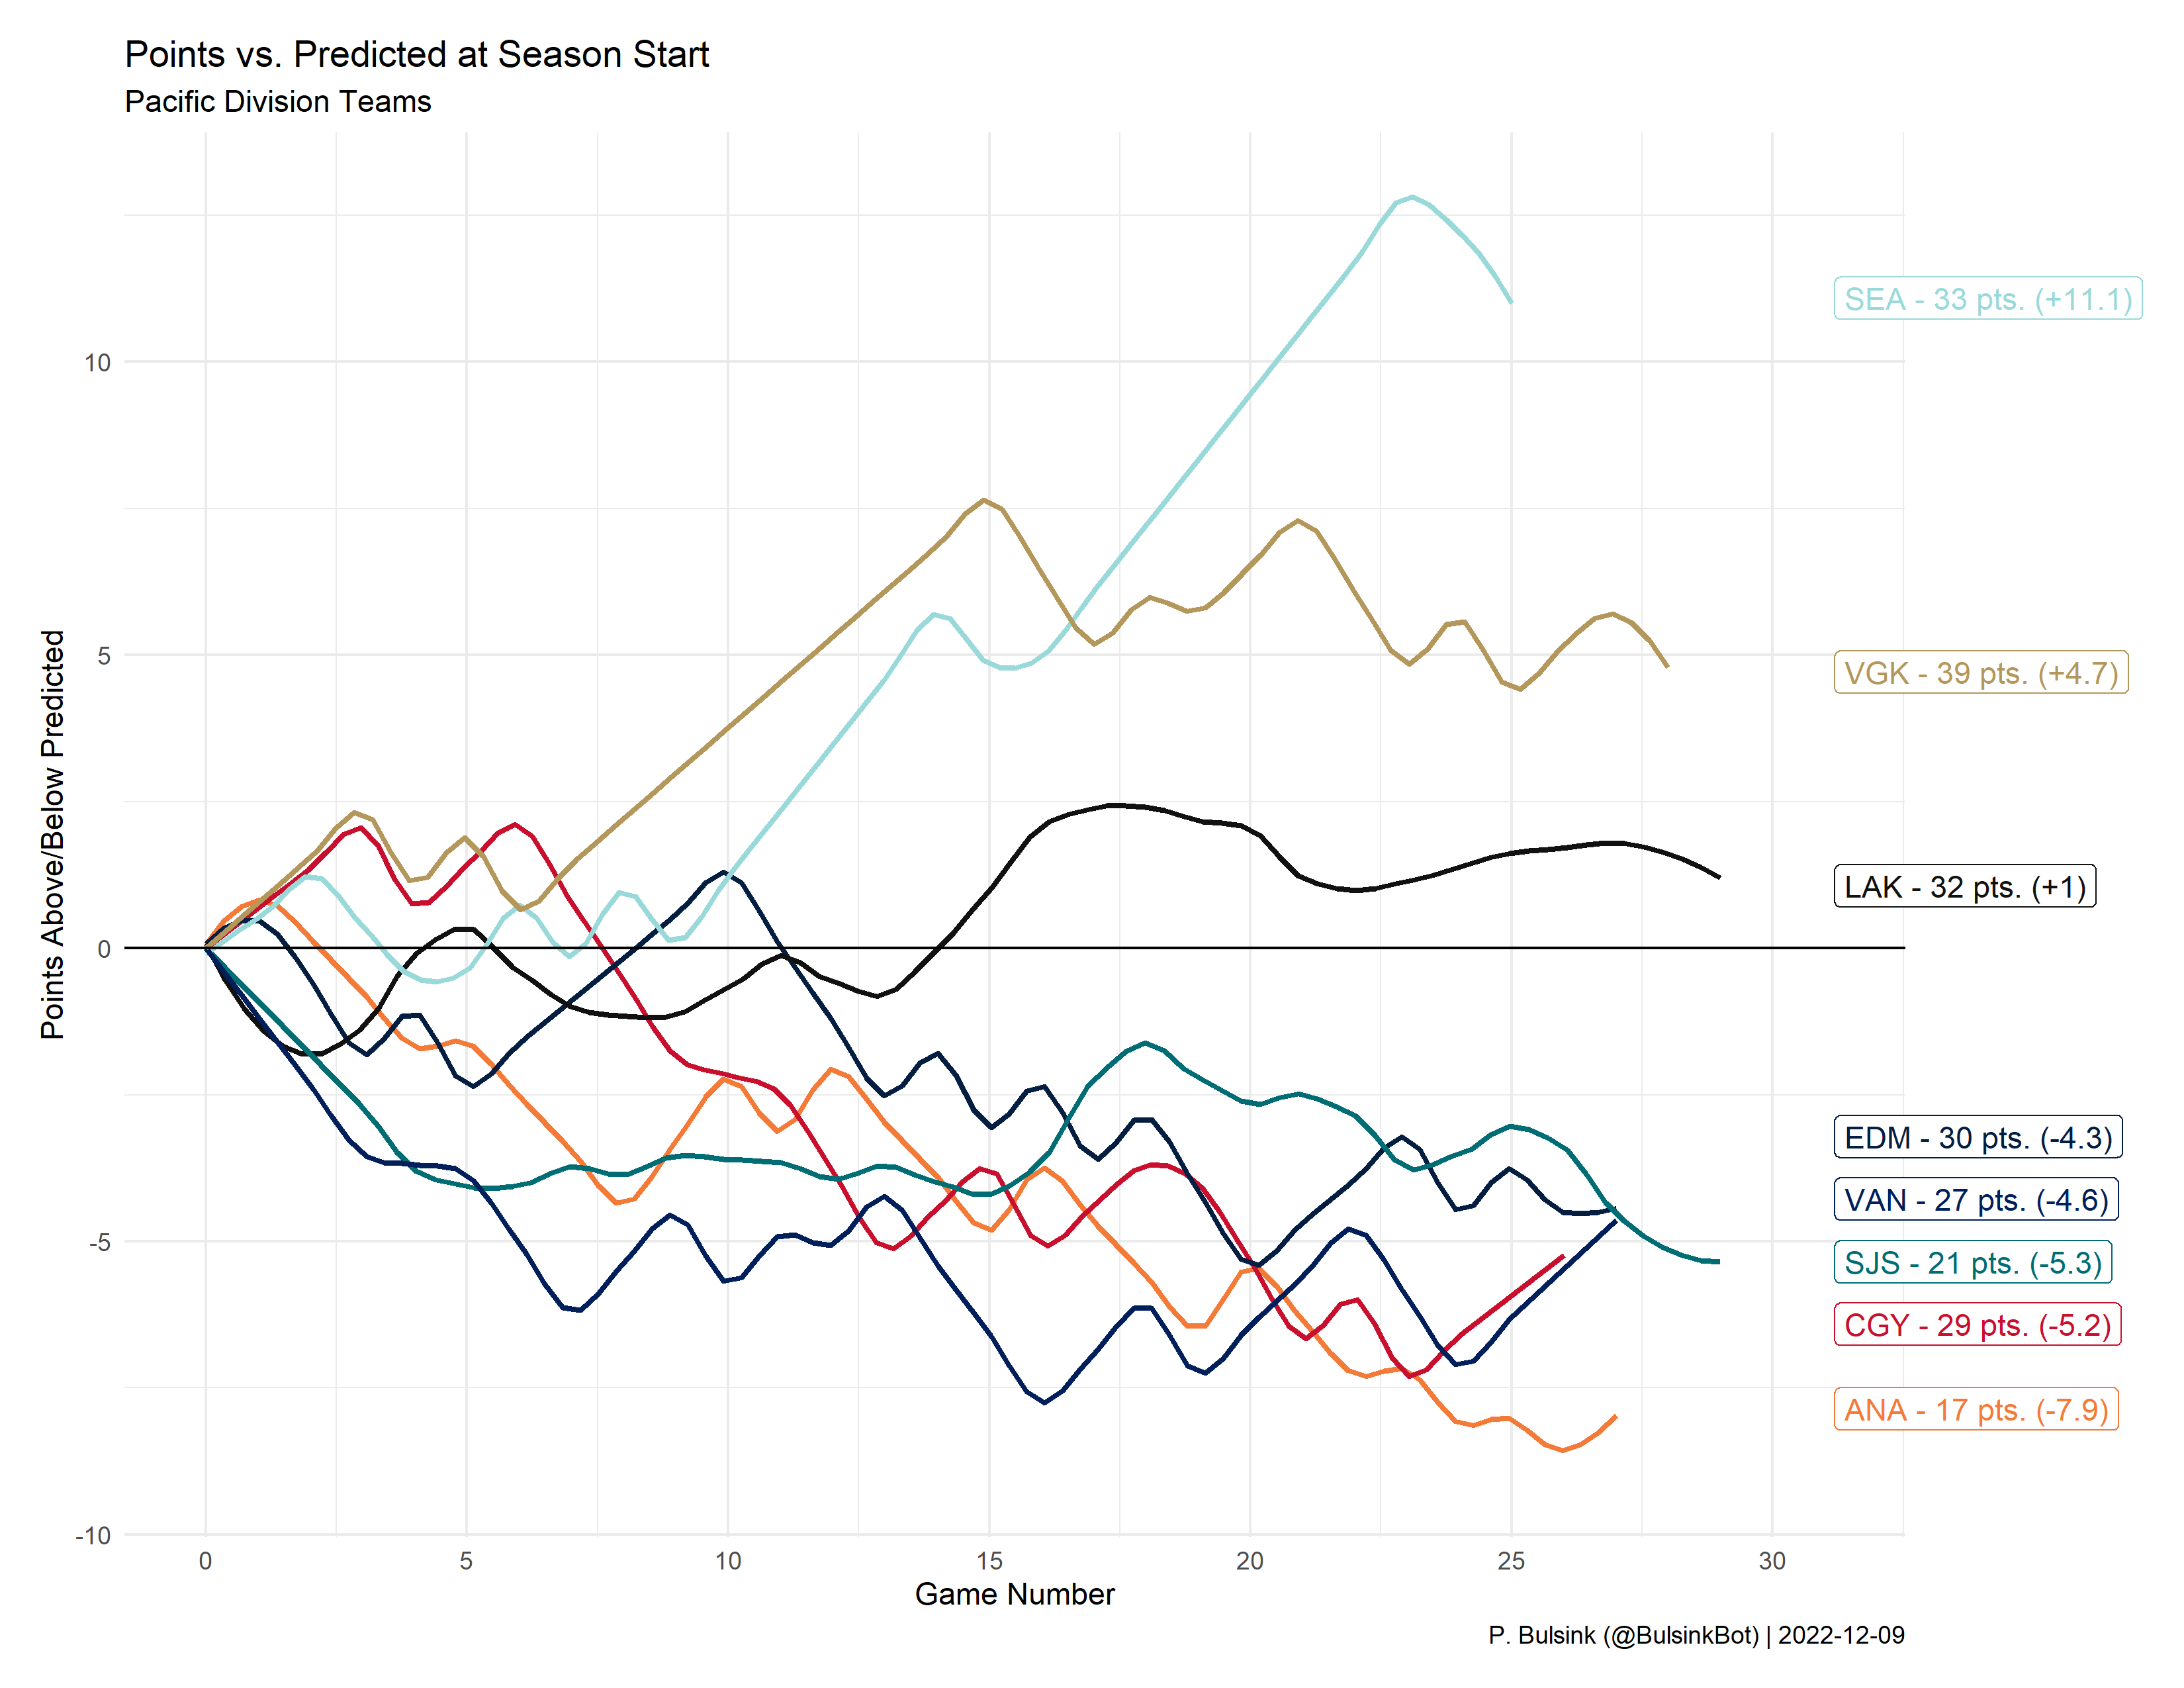 Points vs. Predicted at Season Start
Pacific Division Teams
Points Above/Below Predicted
10
5
0
-5
-10
SEA - 33 pts. (+11.1)
VGK - 39 pts. (+4.7)
LAK - 32 pts. (+1)
EDM - 30 pts. (-4.3)
VAN - 27 pts. (-4.6)
SJS - 21 pts. (-5.3)
CGY - 29 pts. (-5.2)
ANA - 17 pts. (-7.9)
0 5 10 15 20 25 30
Game Number
P. Bulsink (@BulsinkBot) | 2022-12-09